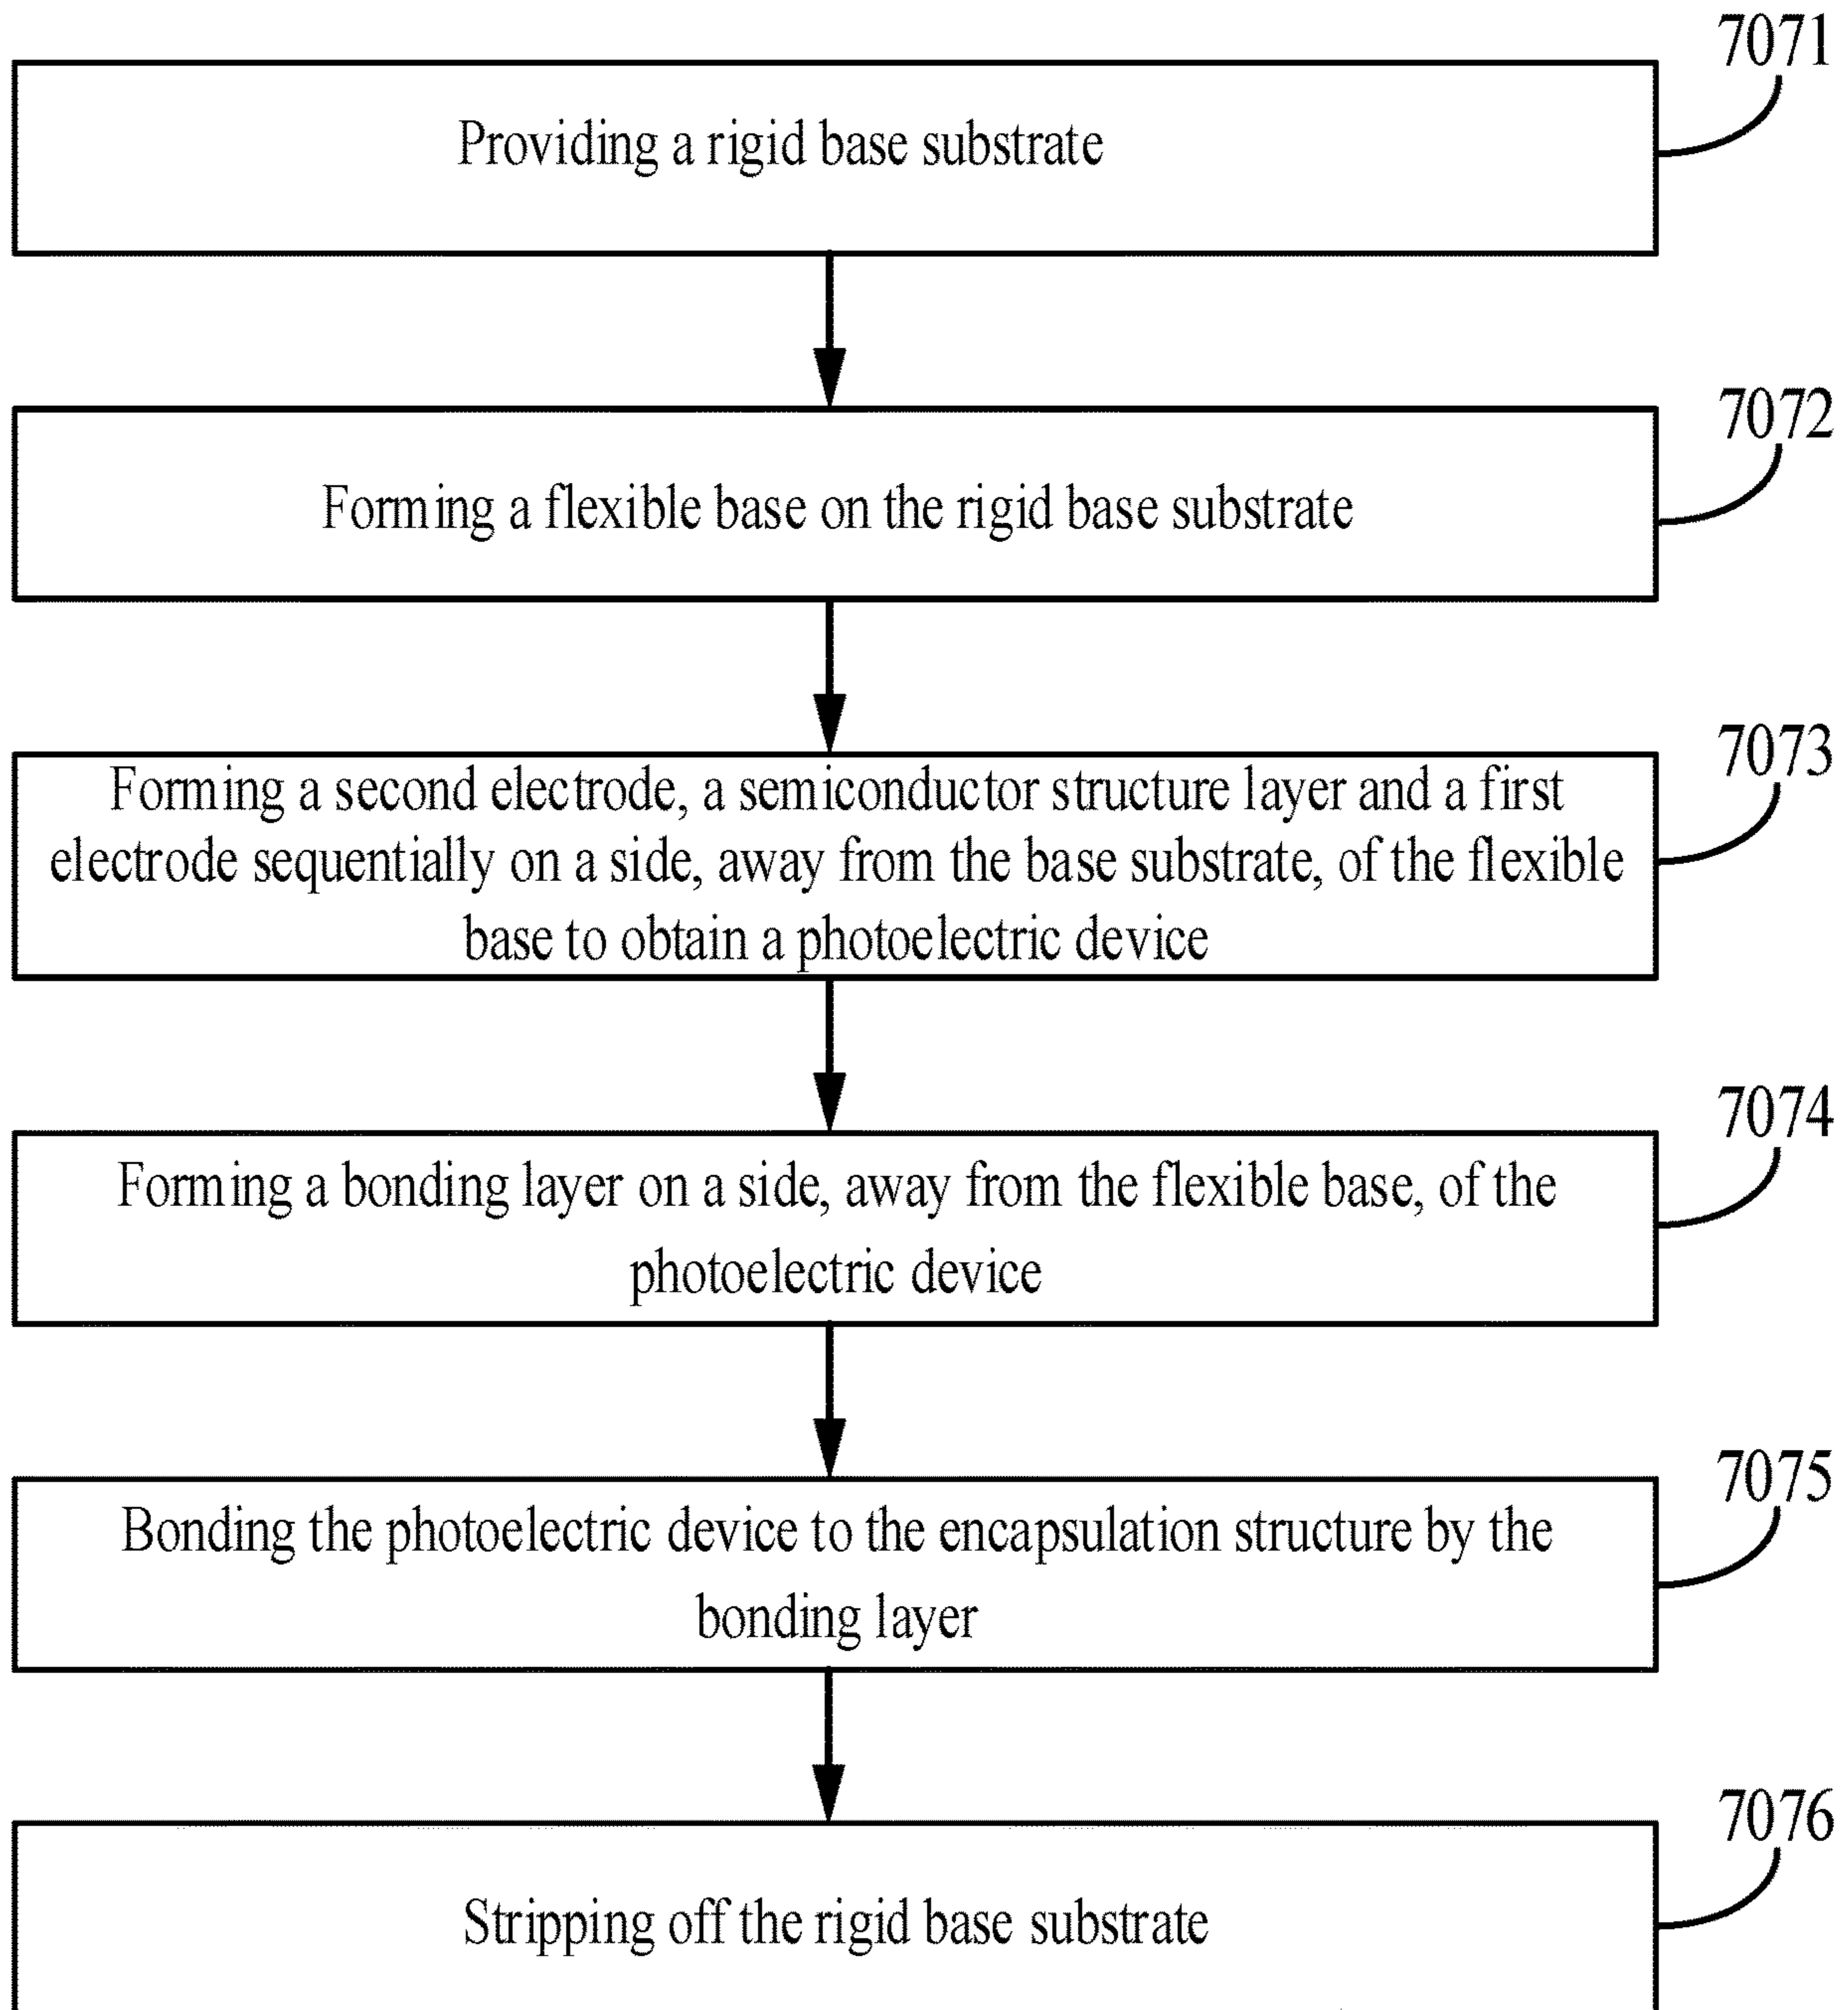 7071
Providing a rigid base substrate
7072
Forming a flexible base on the rigid base substrate
7073
Forming a second electrode, a semiconductor structure layer and a first
electrode sequentially on a side, away from the base substrate, of the flexible
base to obtain a photoelectric device
7074
Forming a bonding layer on a side, away from the flexible base, of the
photoelectric device
7075
Bonding the photoelectric device to the encapsulation structure by the
bonding layer
7076
Stripping off the rigid base substrate